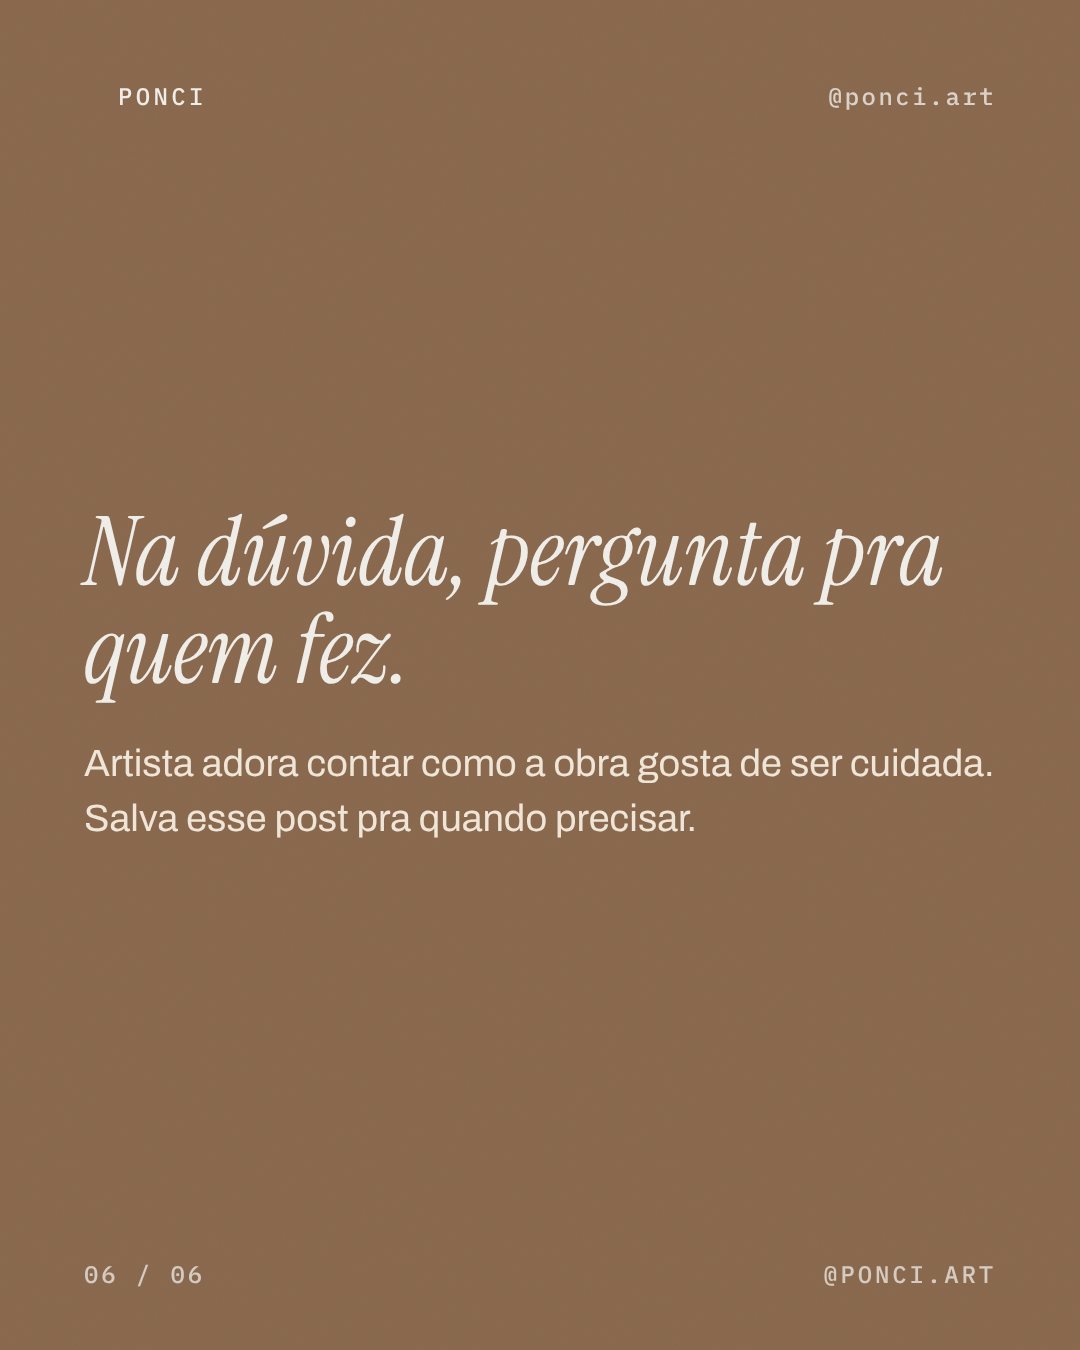 PONCI
@ponci.art
Na dúvida, pergunta pra
quem fez.
Artista adora contar como a obra gosta de ser cuidada.
Salva esse post pra quando precisar.
06 / 06
@PONCI.ART